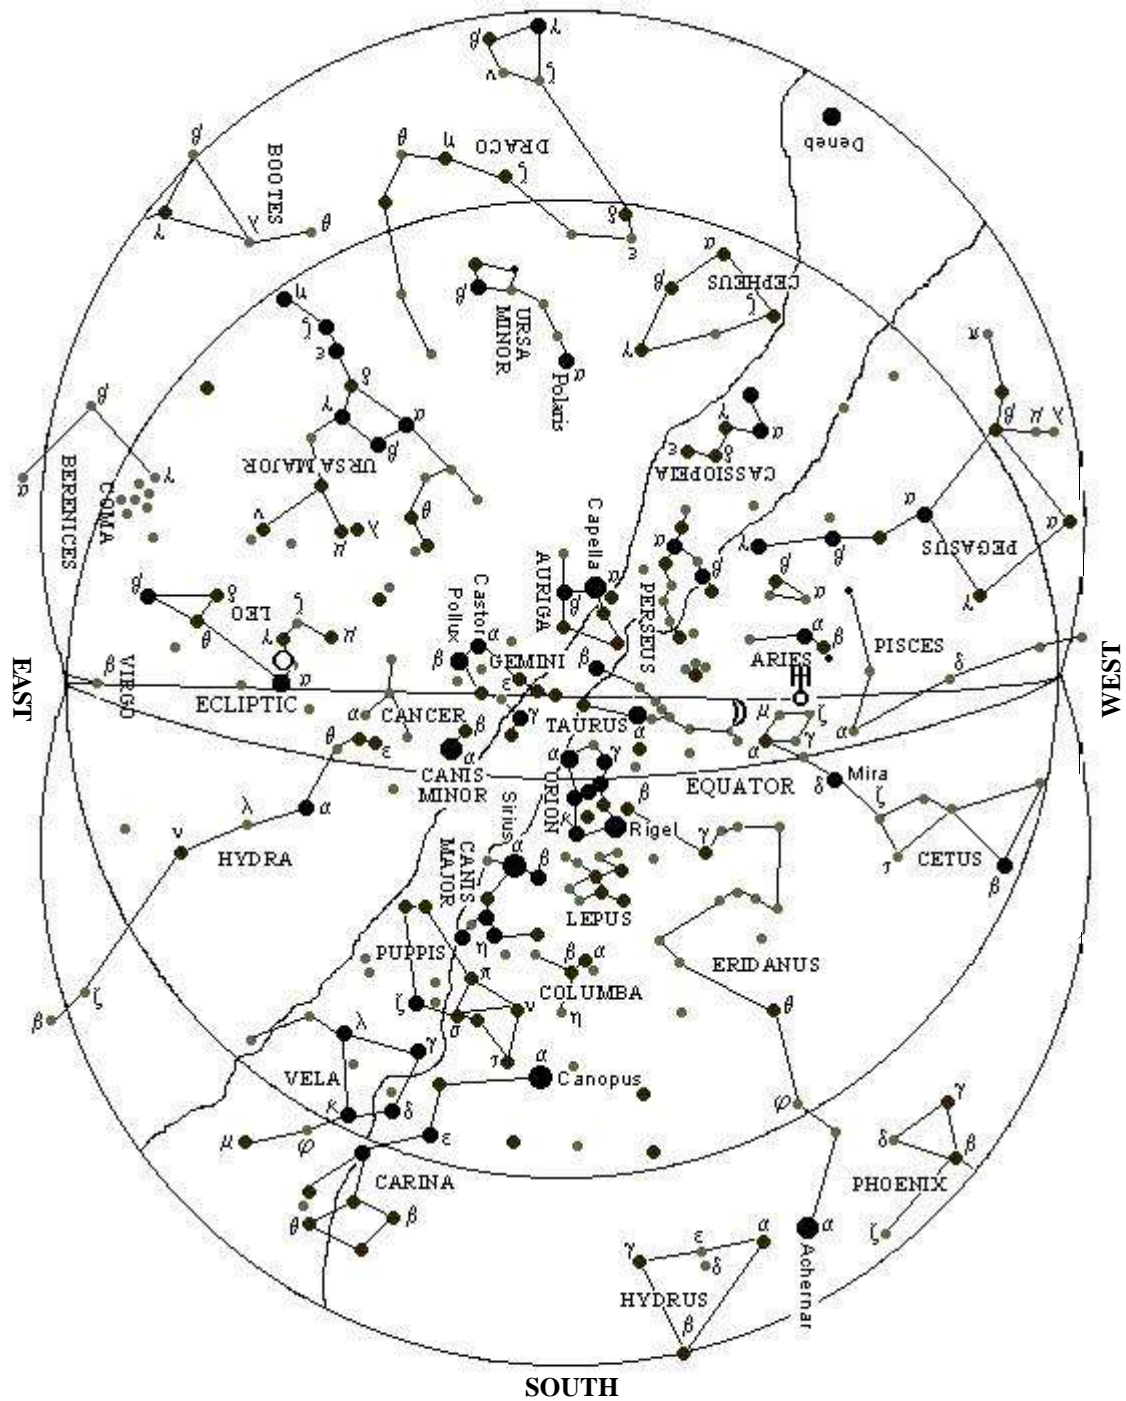 β γ
ν ζ
DRACO
θ η ζ
Deneb
BOOTES
β
γ λ θ
δ
ε
CEPHEUS
α
β
ζ
γ
URSA
MINOR
β
α
Polaris
η
ζ
ε
δ
γ
α
β
URSA MAJOR
θ
ν
μ λ
CASSIOPEIA
ε δ γ α
π
β μ λ
PEGASUS
α
α
γ
β
γ
COMA
BERENICES
β
α
γ
Capella
α
AURIGA
β
PERSEUS
α
β
γ
β
α
LEO
β
δ
θ
ζ
γ μ
α
Castor
Pollux
α
β
GEMINI
ε
γ
β
ARIES
α
β
PISCES
δ
α
EAST
WEST
VIRGO
β
ECLIPTIC
CANCER
α
TAURUS
α
μ ζ
α γ
θ
ε
β
α
CANIS
MINOR
ORION
α
γ
κ
β
EQUATOR
Mira
δ
ζ
τ
CETUS
β
λ
α
ν
HYDRA
Sirius
α
β
Rigel
γ
CANIS
MAJOR
η
LEPUS
PUPPIS
π
ζ
σ
ν
τ
β α
COLUMBA
η
ERIDANUS
θ
β
ζ
λ
γ
VELA
κ
δ
μ
φ
α
Canopus
ε
φ
γ
δ
β
PHOENIX
ζ
CARINA
θ
β
α
Achernar
γ
ε
α
δ
HYDRUS
β
SOUTH